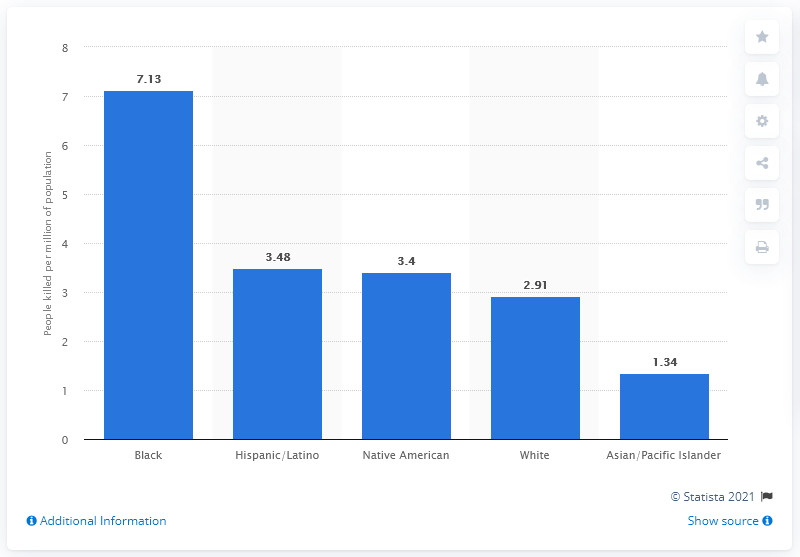 8
7
6
5
4
3
2
1
0
People killed per million of population
7.13
3.48
3.4
2.91
1.34
Black
Hispanic/Latino
Native American
White
Asian/Pacific Islander
© Statista 2021
Additional Information
Show source